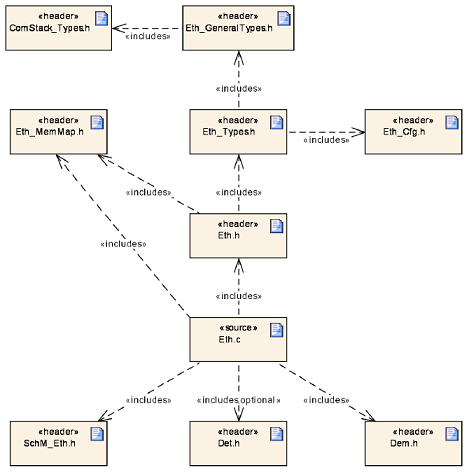 «header»
ComStack_Types.h
«header»
Eth_GeneralTypes.h
«includes»
«includes»
«header»
Eth_MemMap.h
«header»
Eth_Types.h
«header»
Eth_Cfg.h
«includes»
«includes»
«includes»
«header»
Eth.h
«includes»
«includes»
«source»
Eth.c
«includes»
«includes,optional»
«includes»
«header»
SchM_Eth.h
«header»
Det.h
«header»
Dem.h